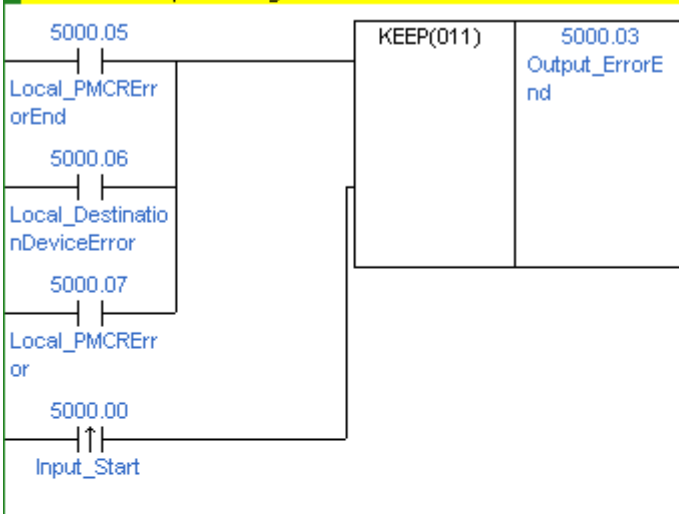 5000.05
Local_PMCRErr
orEnd
KEEP(011)
5000.03
Output_ErrorE
nd
5000.06
Local_Destinatio
nDeviceError
5000.07
Local_PMCRErr
or
5000.00
Input_Start